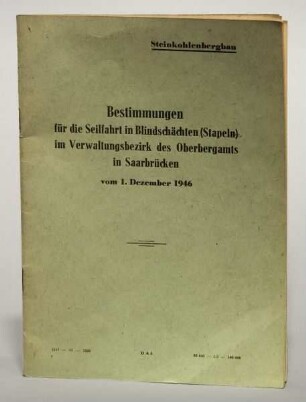 Steinkohlenbergbau
Bestimmungen
für die Seilfahrt in Blindschächten (Stapeln)
im Verwaltungsbezirk des Oberbergamts
in Saarbrücken
vom 1. Dezember 1946